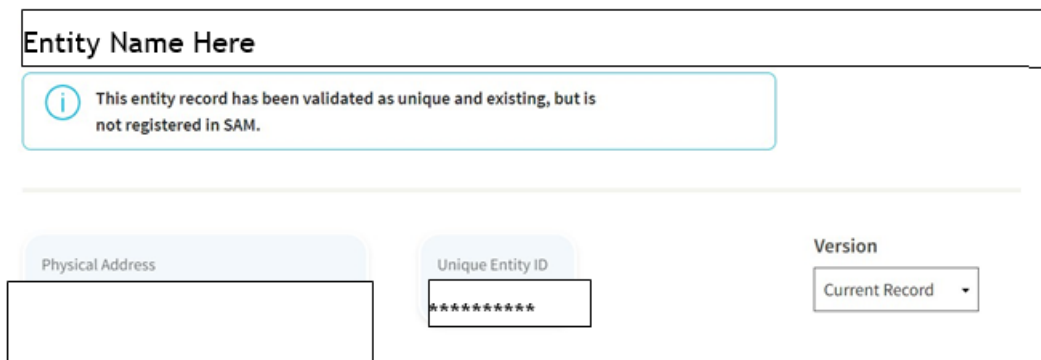 Entity Name Here
This entity record has been validated as unique and existing, but is
not registered in SAM.
Physical Address
Unique Entity ID
**********
Version
Current Record